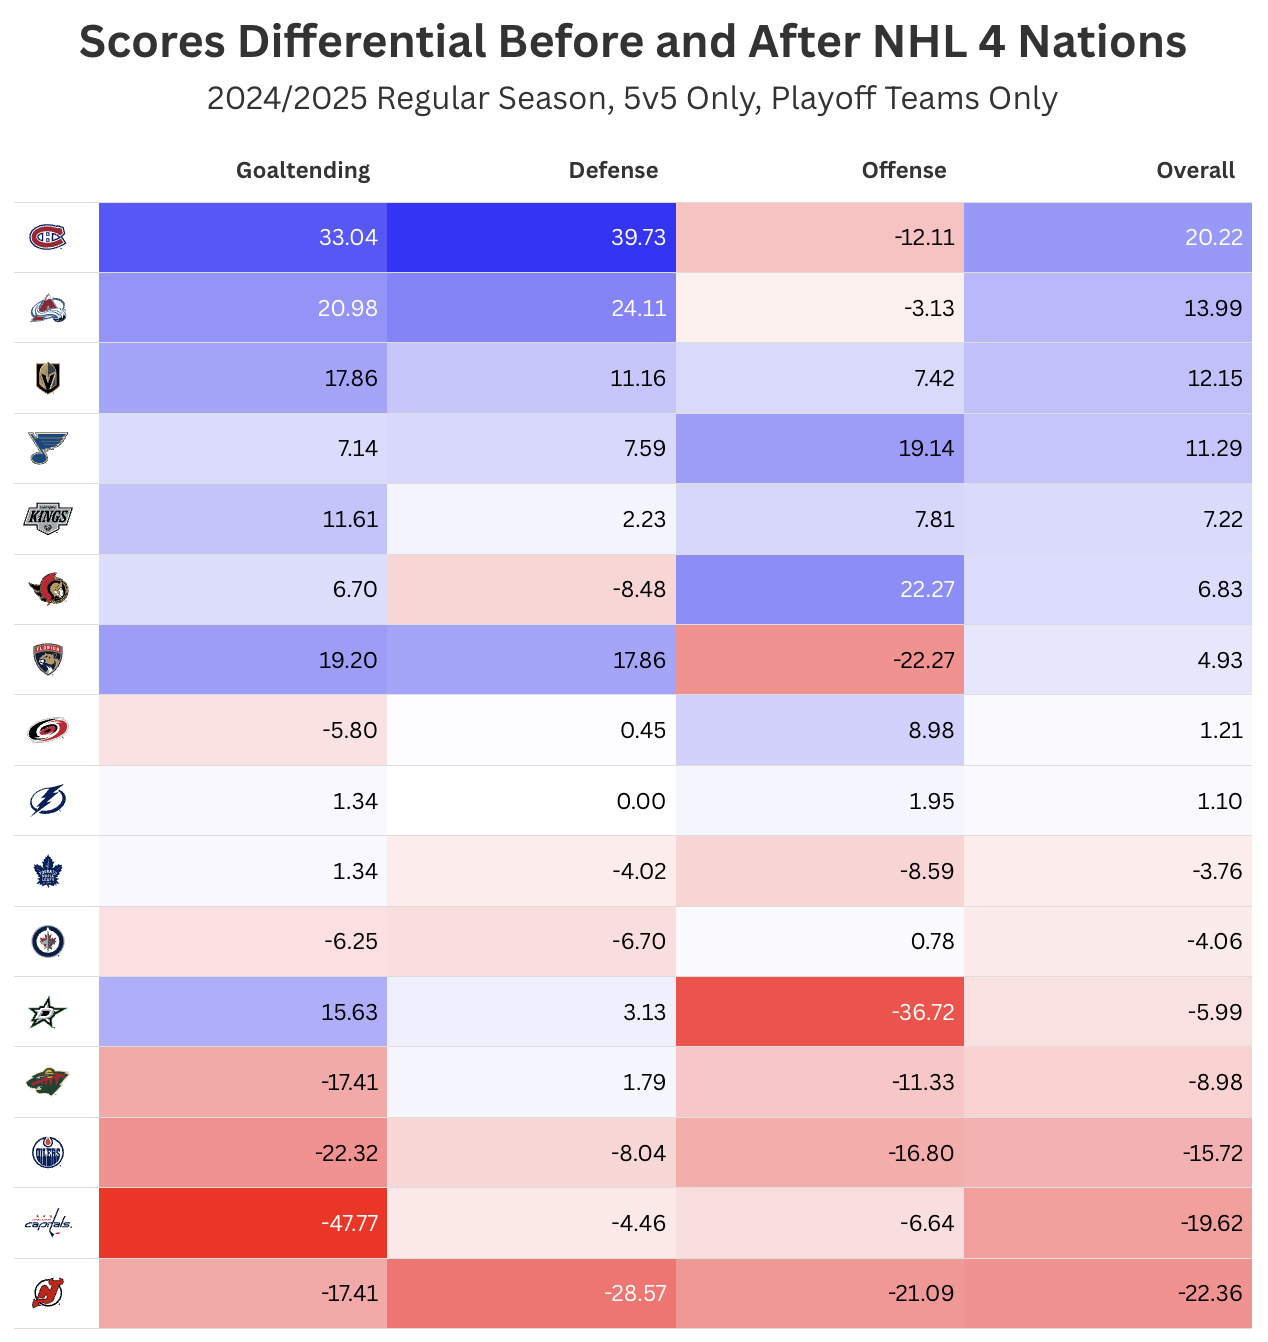 Scores Differential Before and After NHL 4 Nations
2024/2025 Regular Season, 5v5 Only, Playoff Teams Only
Goaltending Defense Offense Overall
33.04 39.73 -12.11 20.22
20.98 24.11 -3.13 13.99
17.86 11.16 7.42 12.15
7.14 7.59 19.14 11.29
KINGS 11.61 2.23 7.81 7.22
6.70 -8.48 22.27 6.83
FLORIDA 19.20 17.86 -22.27 4.93
-5.80 0.45 8.98 1.21
1.34 0.00 1.95 1.10
1.34 -4.02 -8.59 -3.76
-6.25 -6.70 0.78 -4.06
15.63 3.13 -36.72 -5.99
-17.41 1.79 -11.33 -8.98
OILERS -22.32 -8.04 -16.80 -15.72
capitals -47.77 -4.46 -6.64 -19.62
-17.41 -28.57 -21.09 -22.36